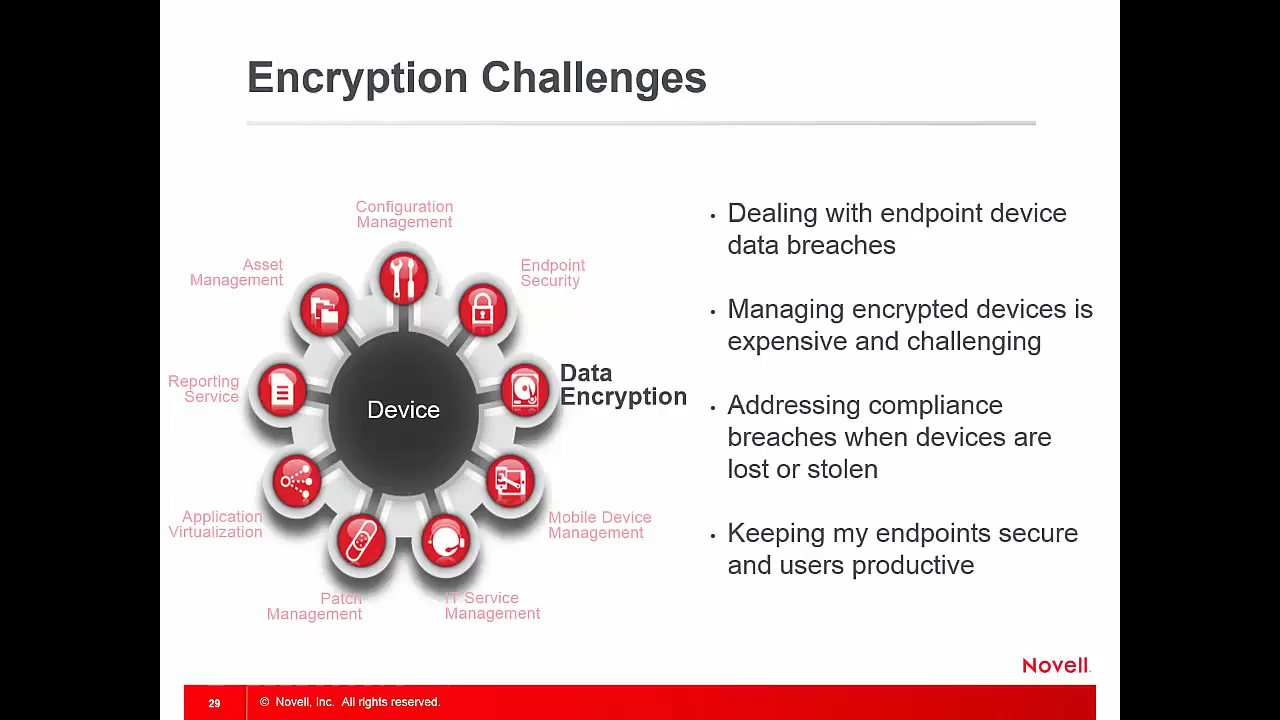 Encryption Challenges
Configuration
Management
Asset
Management
Endpoint
Security
Reporting
Service
Device
Data
Encryption
Application
Virtualization
Mobile Device
Management
Patch
Management
IT Service
Management
• Dealing with endpoint device
data breaches
• Managing encrypted devices is
expensive and challenging
• Addressing compliance
breaches when devices are
lost or stolen
• Keeping my endpoints secure
and users productive
Novell.
29
© Novell, Inc. All rights reserved.